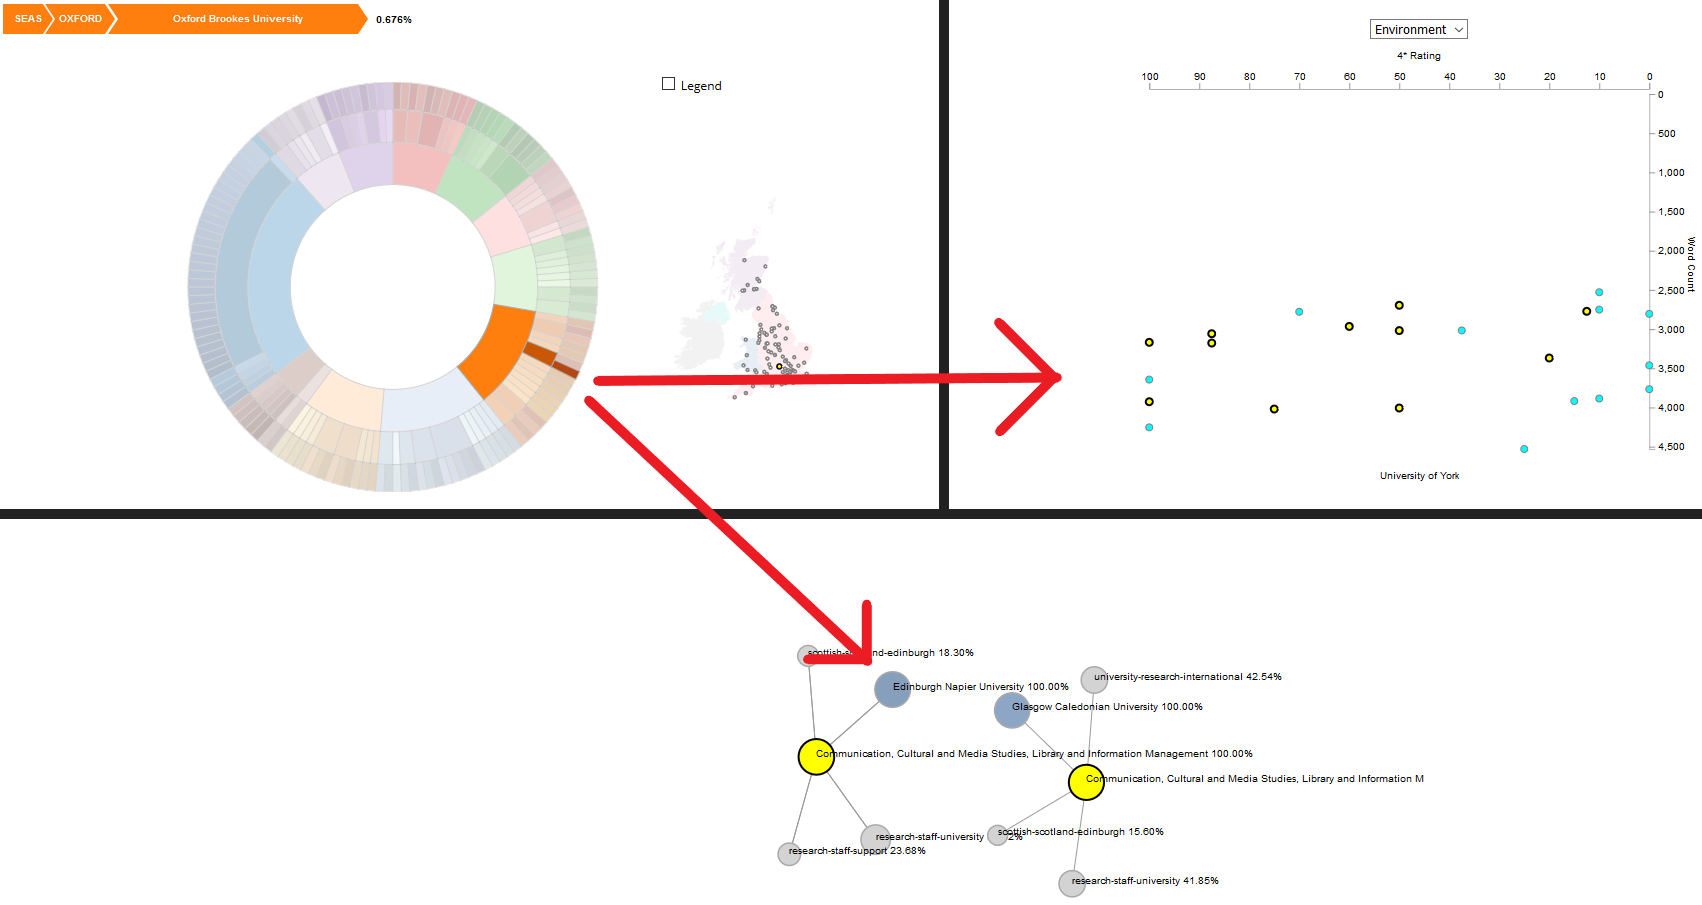 SEAS OXFORD Oxford Brookes University 0.676%
Legend
Environment
4* Rating
100 90 80 70 60 50 40 30 20 10 0
0
500
1,000
1,500
2,000
2,500
3,000
3,500
4,000
4,500
Word Count
University of York
nd-edinburgh 18.30%
Edinburgh Napier University 100.00%
university-research-international 42.54%
Glasgow Caledonian University 100.00%
Communication, Cultural and Media Studies, Library and Information Management 100.00%
Communication, Cultural and Media Studies, Library and Information M
research-staff-university 2%
scottish-scotland-edinburgh 15.60%
research-staff-support 23.68%
research-staff-university 41.85%